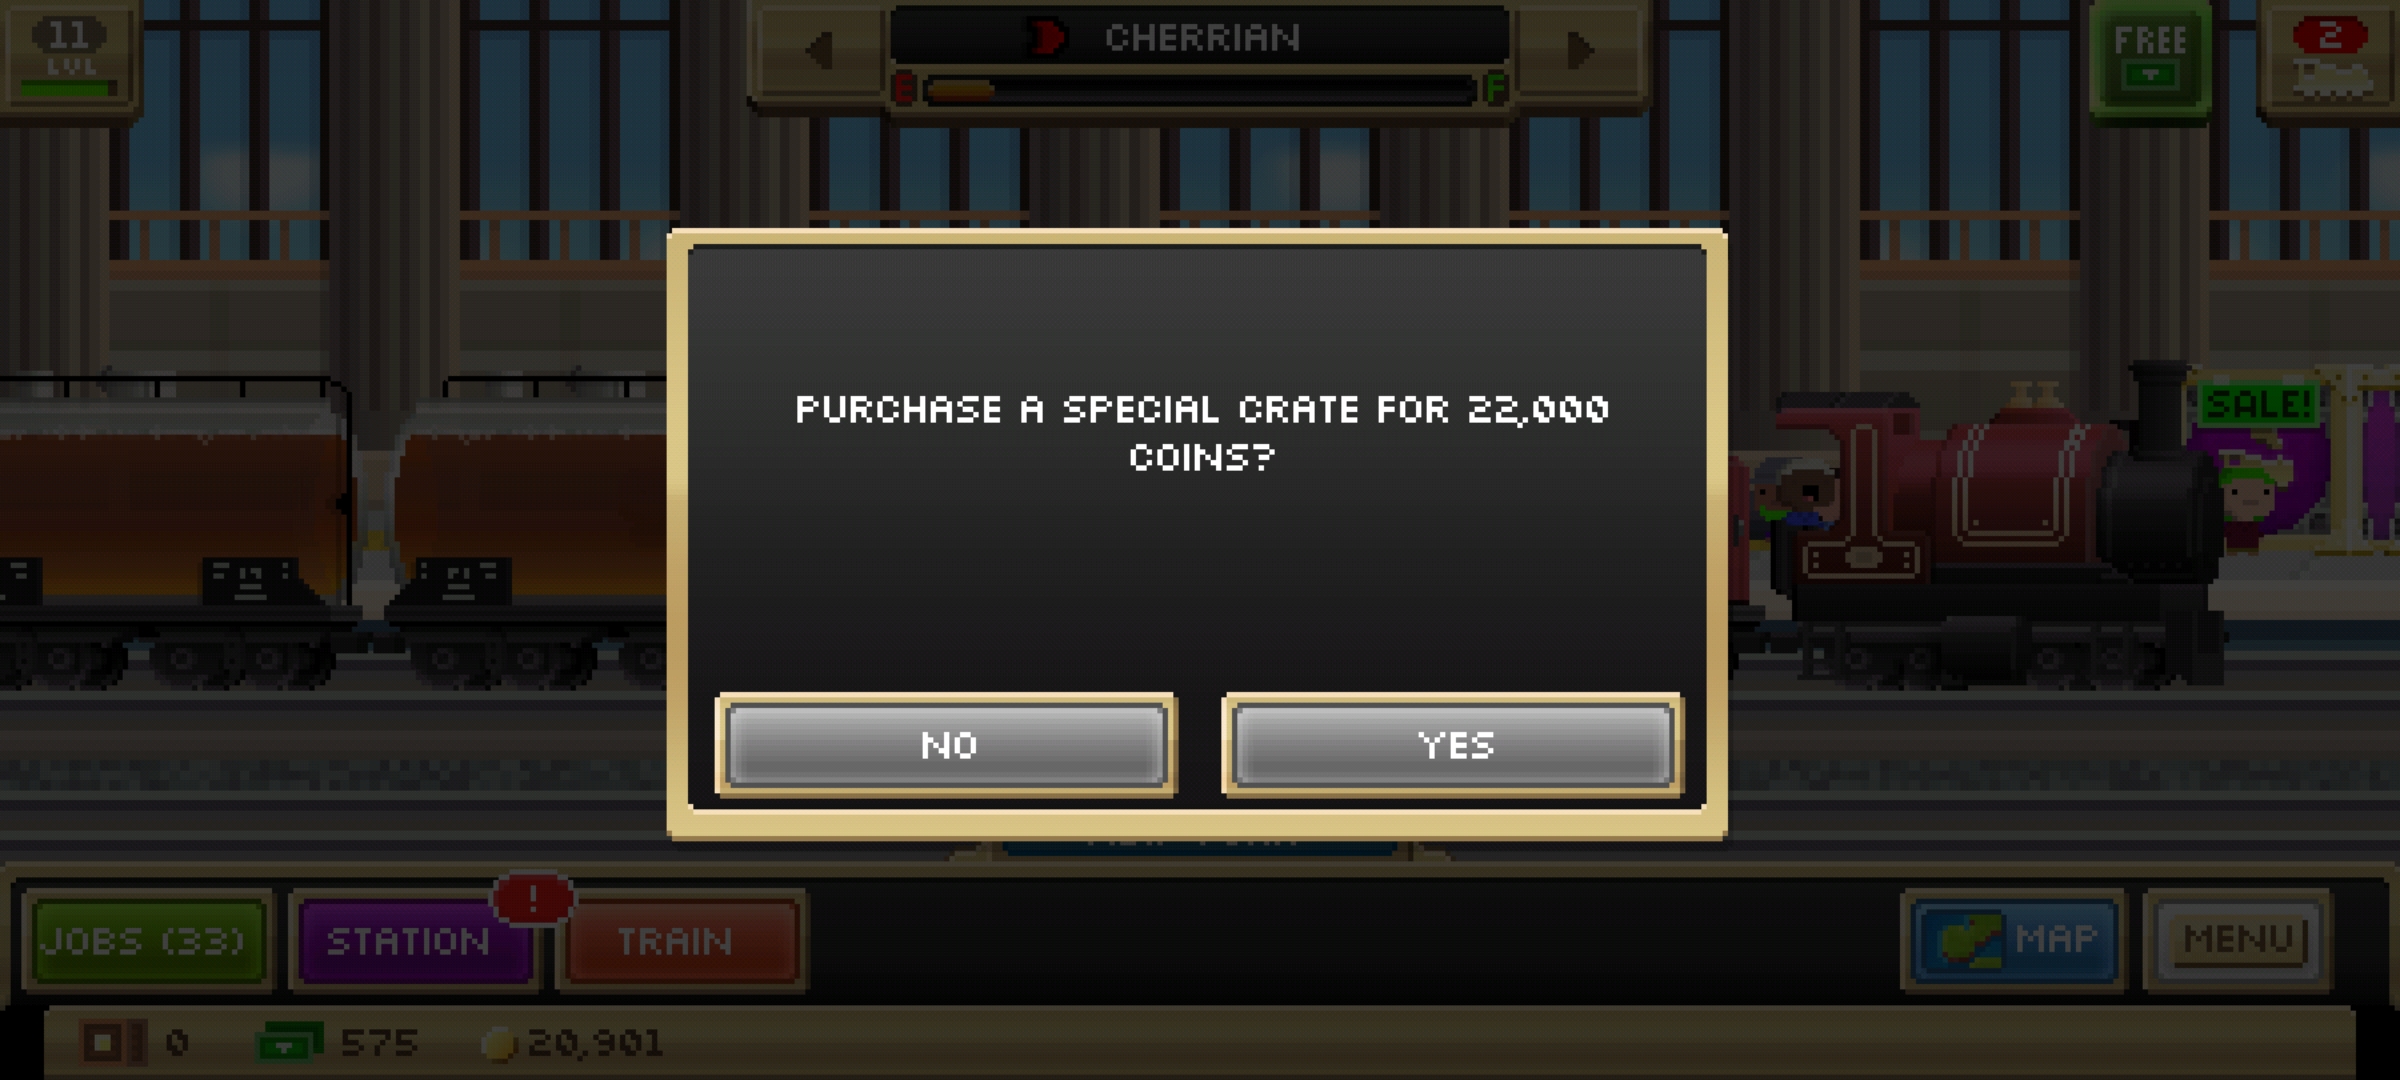 11
LVL
CHERRIAN
E
F
FREE
2
SALE!
PURCHASE A SPECIAL CRATE FOR 22,000
COINS?
NO
YES
JOBS (33)
STATION
!
TRAIN
MAP
MENU
0
575
20,901